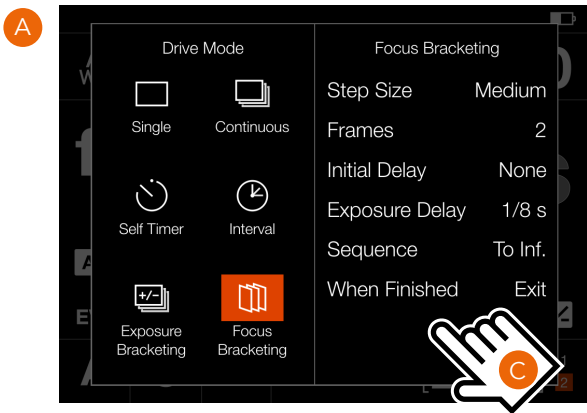 A
Drive Mode
Focus Bracketing
Single
Continuous
Self Timer
Interval
+/-
Exposure
Bracketing
Focus
Bracketing
Step Size Medium
Frames 2
Initial Delay None
Exposure Delay 1/8 s
Sequence To Inf.
When Finished Exit
C